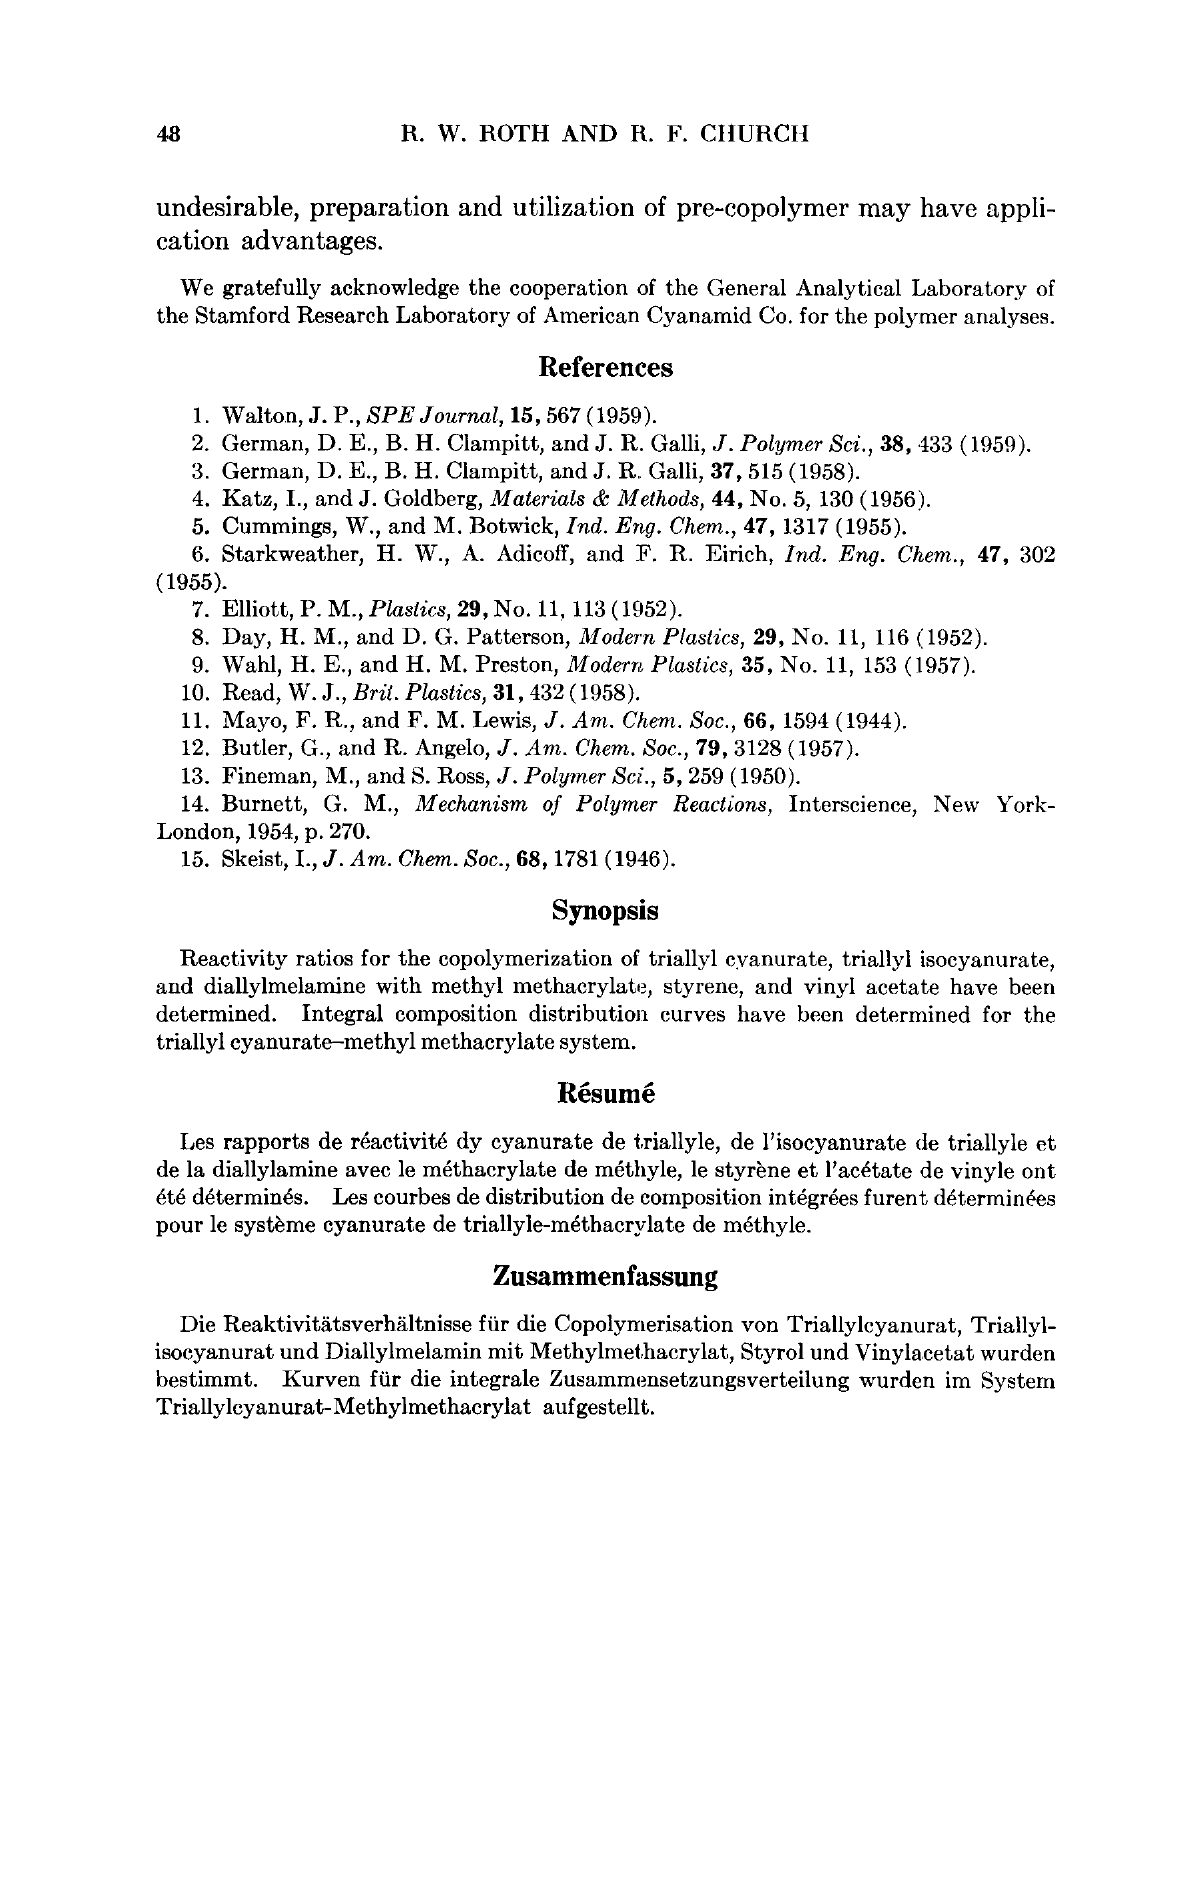 48
R. W. ROTH AND R. F. CHURCH
undesirable, preparation and utilization of pre-copolymer may have appli-
cation advantages.
We gratefully acknowledge the cooperation of the General Analytical Laboratory of
the Stamford Research Laboratory of American Cyanamid Co. for the polymer analyses.
References
1. Walton, J. P., SPE Journal, 15, 567 (1959).
2. German, D. E., B. H. Clampitt, and J. R. Galli, J. Polymer Sci., 38, 433 (1959).
3. German, D. E., B. H. Clampitt, and J. R. Galli, 37, 515 (1958).
4. Katz, I., and J. Goldberg, Materials & Methods, 44, No. 5, 130 (1956).
5. Cummings, W., and M. Botwick, Ind. Eng. Chem., 47, 1317 (1955).
6. Starkweather, H. W., A. Adicoff, and F. R. Eirich, Ind. Eng. Chem., 47, 302
(1955).
7. Elliott, P. M., Plastics, 29, No. 11, 113 (1952).
8. Day, H. M., and D. G. Patterson, Modern Plastics, 29, No. 11, 116 (1952).
9. Wahl, H. E., and H. M. Preston, Modern Plastics, 35, No. 11, 153 (1957).
10. Read, W. J., Brit. Plastics, 31, 432 (1958).
11. Mayo, F. R., and F. M. Lewis, J. Am. Chem. Soc., 66, 1594 (1944).
12. Butler, G., and R. Angelo, J. Am. Chem. Soc., 79, 3128 (1957).
13. Fineman, M., and S. Ross, J. Polymer Sci., 5, 259 (1950).
14. Burnett, G. M., Mechanism of Polymer Reactions, Interscience, New York-
London, 1954, p. 270.
15. Skeist, I., J. Am. Chem. Soc., 68, 1781 (1946).
Synopsis
Reactivity ratios for the copolymerization of triallyl cyanurate, triallyl isocyanurate,
and diallylmelamine with methyl methacrylate, styrene, and vinyl acetate have been
determined. Integral composition distribution curves have been determined for the
triallyl cyanurate–methyl methacrylate system.
Résumé
Les rapports de réactivité dy cyanurate de triallyle, de l'isocyanurate de triallyle et
de la diallylamine avec le méthacrylate de méthyle, le styrène et l'acétate de vinyle ont
été déterminés. Les courbes de distribution de composition intégrées furent déterminées
pour le système cyanurate de triallyle-méthacrylate de méthyle.
Zusammenfassung
Die Reaktivitätsverhältnisse für die Copolymerisation von Triallylcyanurat, Triallyl-
isocyanurat und Diallylmelamin mit Methylmethacrylat, Styrol und Vinylacetat wurden
bestimmt. Kurven für die integrale Zusammensetzungsverteilung wurden im System
Triallylcyanurat-Methylmethacrylat aufgestellt.